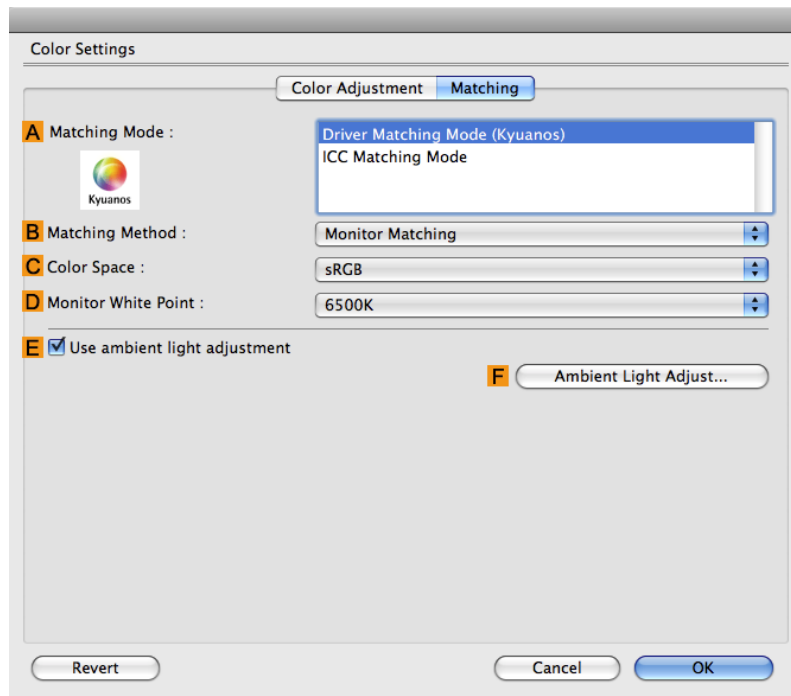 Color Settings
Color Adjustment Matching
A Matching Mode : Driver Matching Mode (Kyuanos)
ICC Matching Mode
Kyuanos
B Matching Method : Monitor Matching
C Color Space : sRGB
D Monitor White Point : 6500K
E Use ambient light adjustment
F Ambient Light Adjust...
Revert Cancel OK